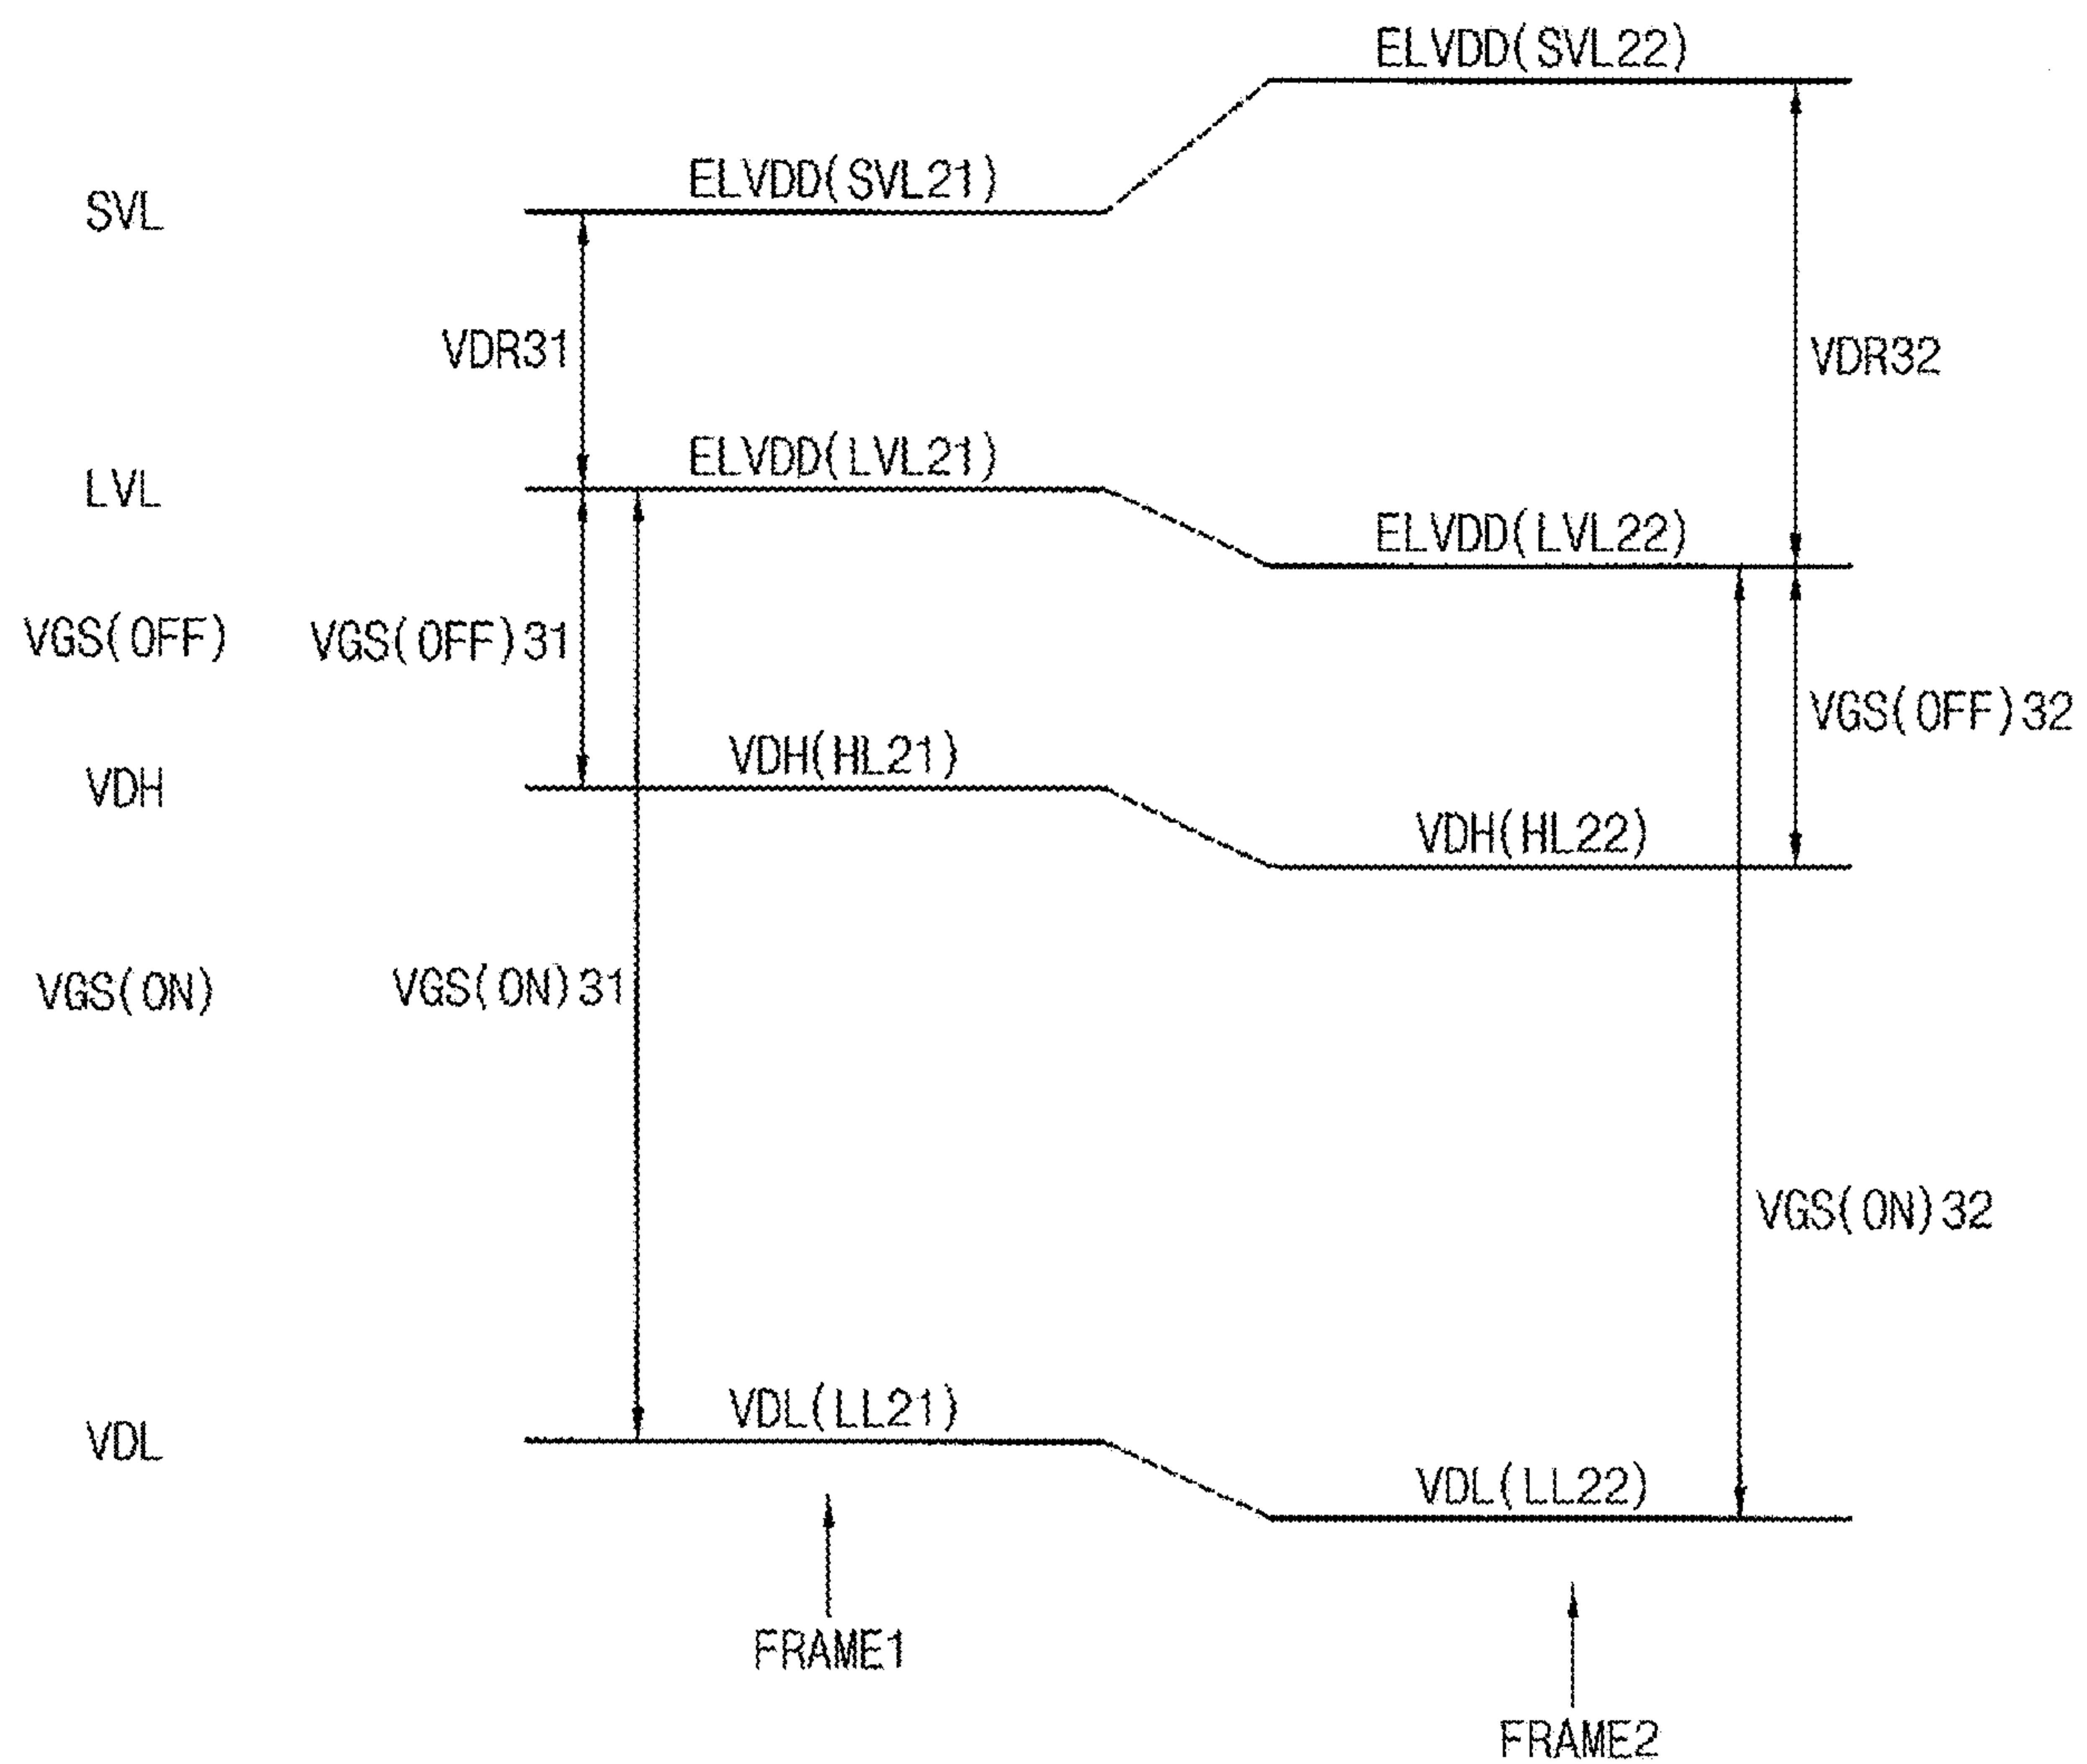 ELVDD(SVL22)
ELVDD(SVL21)
SVL
VDR31
VDR32
ELVDD(LVL21)
LVL
ELVDD(LVL22)
VGS(OFF)
VGS(OFF)31
VGS(OFF)32
VDH(HL21)
VDH
VDH(HL22)
VGS(ON)
VGS(ON)31
VGS(ON)32
VDL(LL21)
VDL
VDL(LL22)
FRAME1
FRAME2